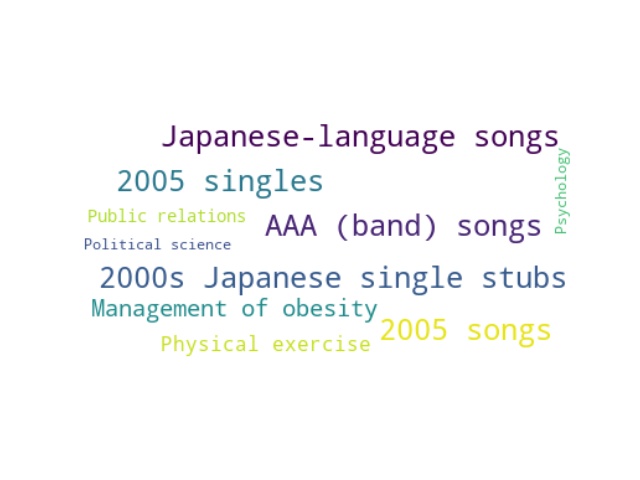 Japanese-language songs
2005 singles
Psychology
Public relations
AAA (band) songs
Political science
2000s Japanese single stubs
Management of obesity
2005 songs
Physical exercise